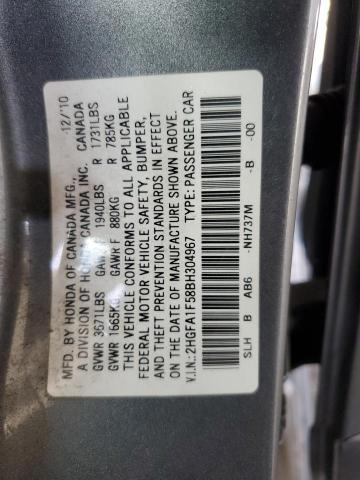 MFD. BY HONDA OF CANADA MFG., 12/10
A DIVISION OF HONDA CANADA INC. CANADA
GVWR 3671LBS GAWR F 1940LBS R 1731LBS
GVWR 1665KG GAWR F 880KG R 785KG
THIS VEHICLE CONFORMS TO ALL APPLICABLE
FEDERAL MOTOR VEHICLE SAFETY, BUMPER,
AND THEFT PREVENTION STANDARDS IN EFFECT
ON THE DATE OF MANUFACTURE SHOWN ABOVE.
V.I.N.: 2HGFA1F58BH304967 TYPE: PASSENGER CAR
SLH B AB6 -NH737M -B -00